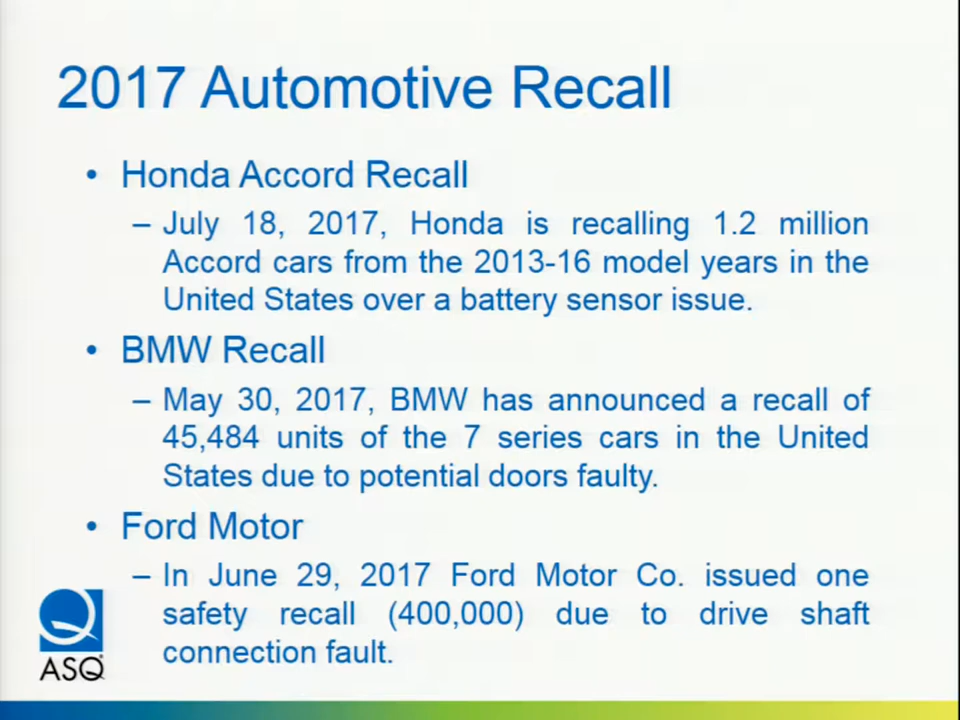 2017 Automotive Recall
• Honda Accord Recall
– July 18, 2017, Honda is recalling 1.2 million
Accord cars from the 2013-16 model years in the
United States over a battery sensor issue.
• BMW Recall
– May 30, 2017, BMW has announced a recall of
45,484 units of the 7 series cars in the United
States due to potential doors faulty.
• Ford Motor
– In June 29, 2017 Ford Motor Co. issued one
safety recall (400,000) due to drive shaft
connection fault.
ASQ